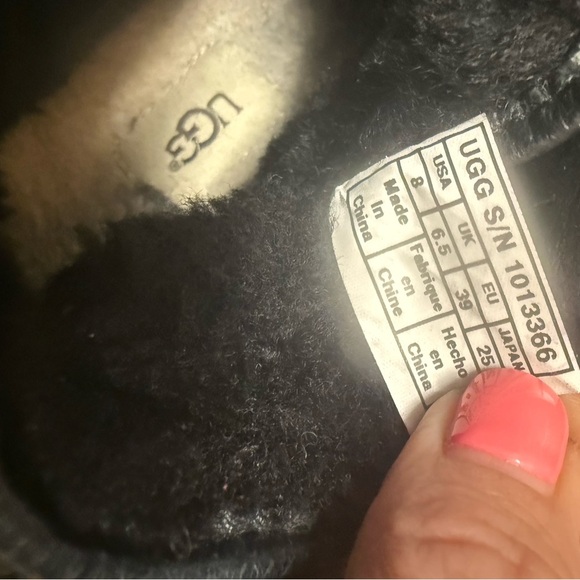 UGG®
UGG S/N 1013366
USA UK EU JAPAN
8 6.5 39 25
Made Fabrique Hecho
In en en
China Chine China